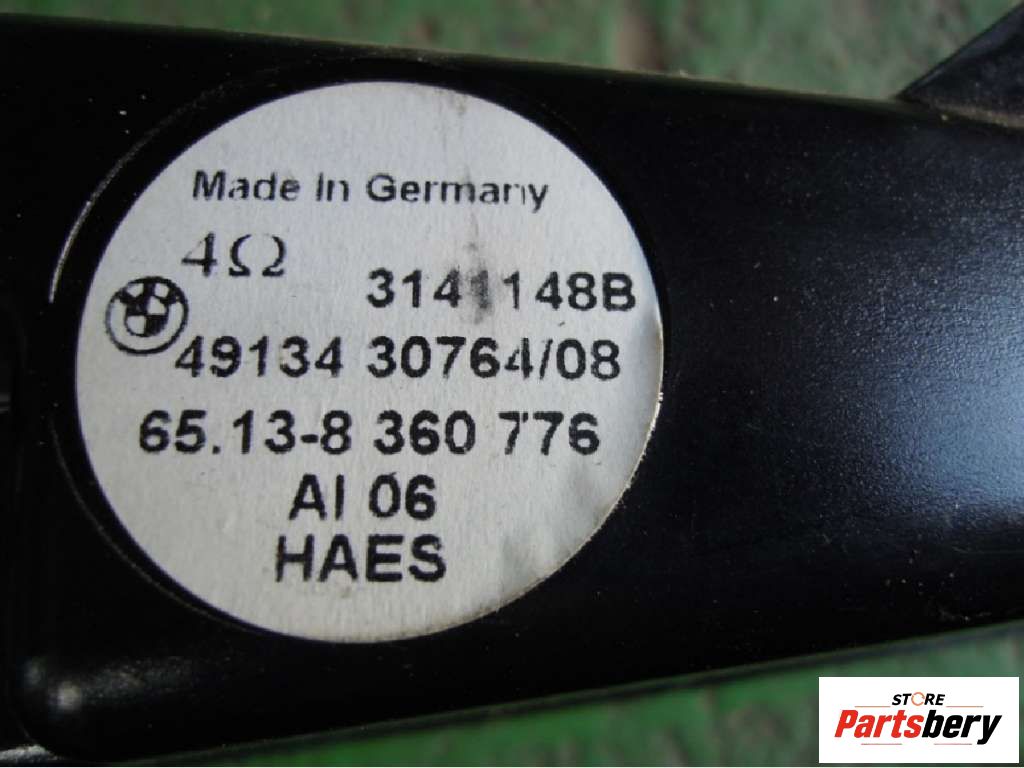 Made In Germany
4Ω
3141148B
49134 30764/08
65.13-8 360 776
AI 06
HAES
STORE
Partsbery